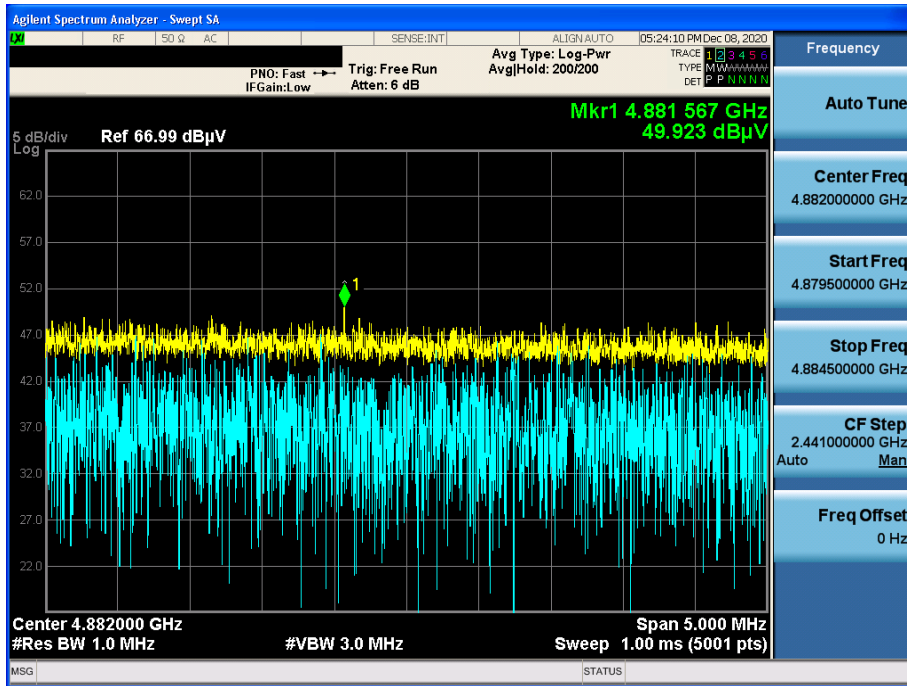 Agilent Spectrum Analyzer - Swept SA
LXI RF 50 Ω AC SENSE:INT ALIGN AUTO 05:24:10 PM Dec 08, 2020
Frequency
PNO: Fast
IFGain:Low
Trig: Free Run
Atten: 6 dB
Avg Type: Log-Pwr
Avg|Hold: 200/200
TRACE 1 2 3 4 5 6
TYPE MWWWWW
DET P P N N N N
Mkr1 4.881 567 GHz
49.923 dBµV
5 dB/div
Log
Ref 66.99 dBµV
62.0
57.0
52.0
47.0
42.0
37.0
32.0
27.0
22.0
1
Center 4.882000 GHz
Span 5.000 MHz
#Res BW 1.0 MHz
#VBW 3.0 MHz
Sweep 1.00 ms (5001 pts)
MSG
STATUS
Auto Tune
Center Freq
4.882000000 GHz
Start Freq
4.879500000 GHz
Stop Freq
4.884500000 GHz
CF Step
2.441000000 GHz
Auto Man
Freq Offset
0 Hz